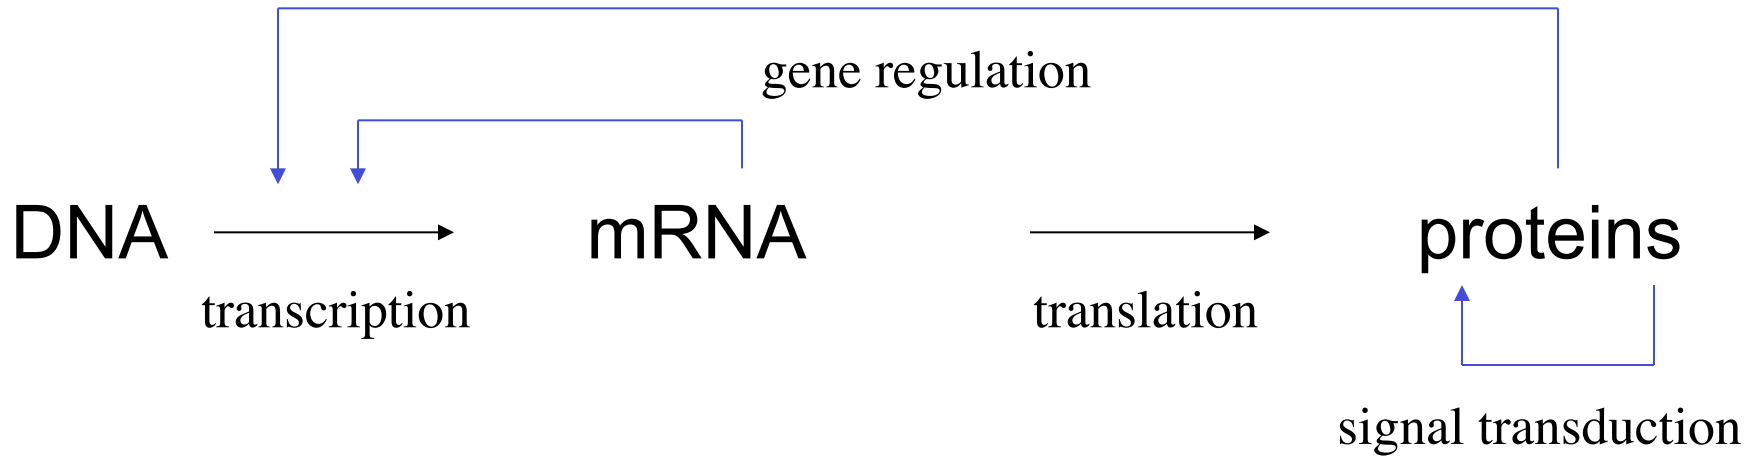 gene regulation
DNA
mRNA
proteins
transcription
translation
signal transduction